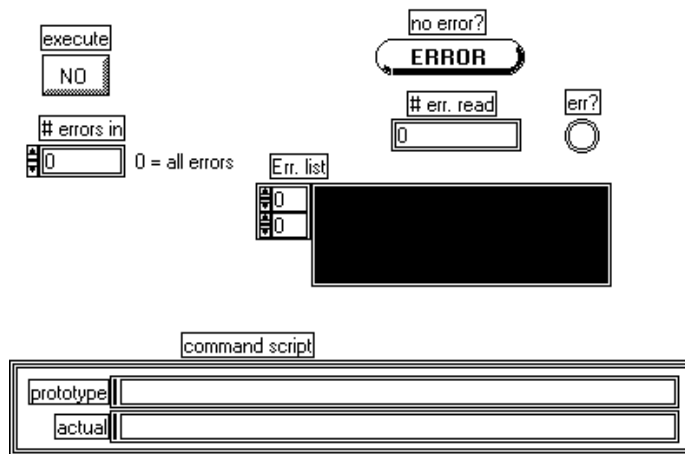 execute
NO
no error?
ERROR
# err. read
0
err?
# errors in
0
0 = all errors
Err. list
0
0
command script
prototype
actual